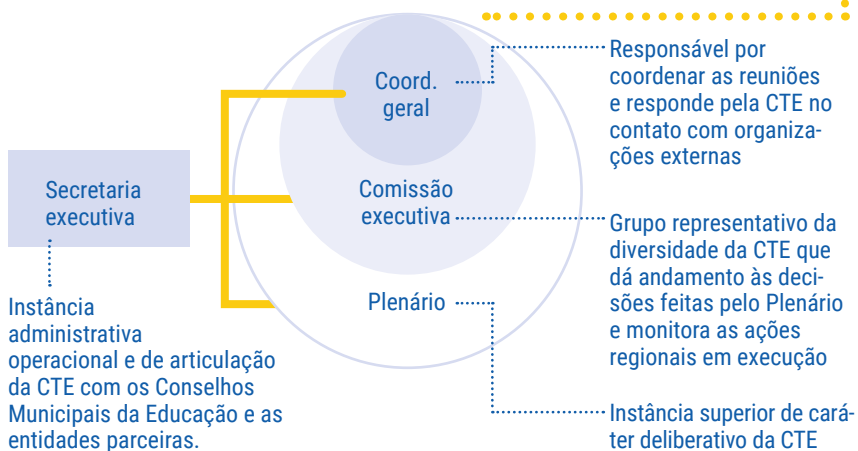 Coord.
geral
Responsável por
coordenar as reuniões
e responde pela CTE no
contato com organiza-
ções externas
Secretaria
executiva
Comissão
executiva
Grupo representativo da
diversidade da CTE que
dá andamento às deci-
sões feitas pelo Plenário
e monitora as ações
regionais em execução
Plenário
Instância
administrativa
operacional e de articulação
da CTE com os Conselhos
Municipais da Educação e as
entidades parceiras.
Instância superior de cará-
ter deliberativo da CTE